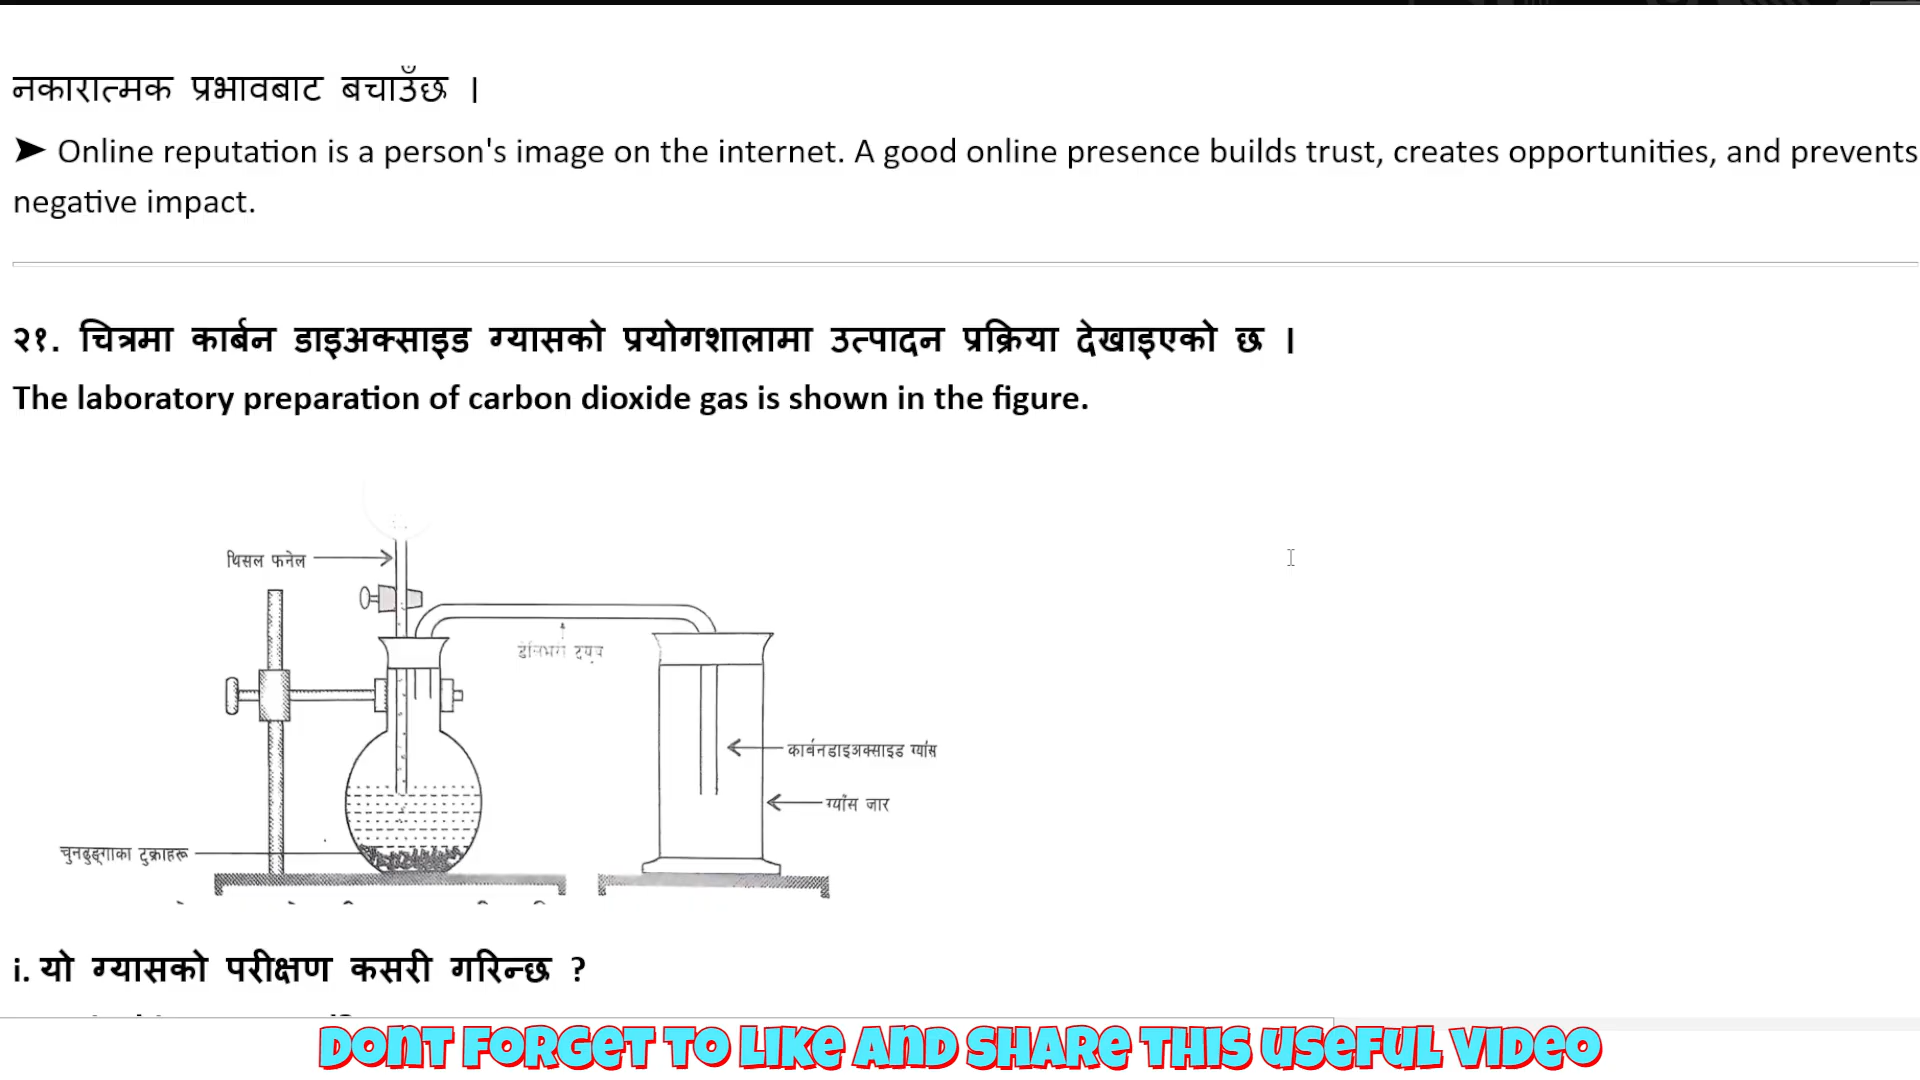 नकारात्मक प्रभावबाट बचाउँछ ।
➤ Online reputation is a person's image on the internet. A good online presence builds trust, creates opportunities, and prevents
negative impact.
२१. चित्रमा कार्बन डाइअक्साइड ग्यासको प्रयोगशालामा उत्पादन प्रक्रिया देखाइएको छ ।
The laboratory preparation of carbon dioxide gas is shown in the figure.
थिसल फनेल
कार्बनडाइअक्साइड ग्याँस
ग्याँस जार
चुनढुङ्गाका टुक्राहरू
i. यो ग्यासको परीक्षण कसरी गरिन्छ ?
DONT FORGET TO LIKE AND SHARE THIS USEFUL VIDEO